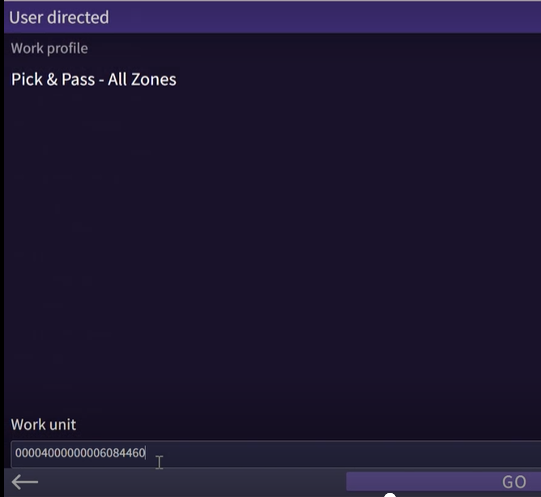 User directed
Work profile
Pick & Pass - All Zones
Work unit
00004000000006084460
GO